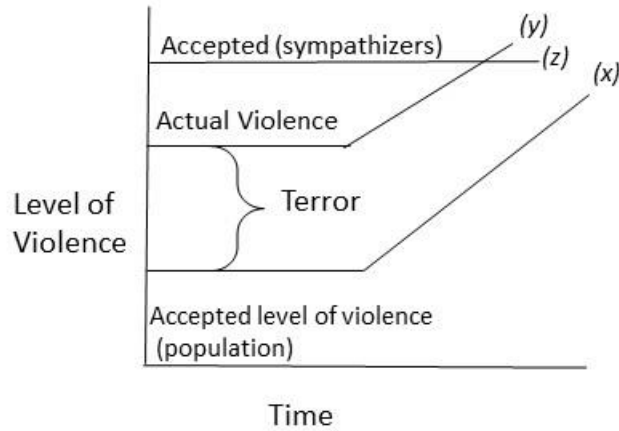 (y)
Accepted (sympathizers)
(z)
(x)
Actual Violence
Terror
Level of
Violence
Accepted level of violence
(population)
Time